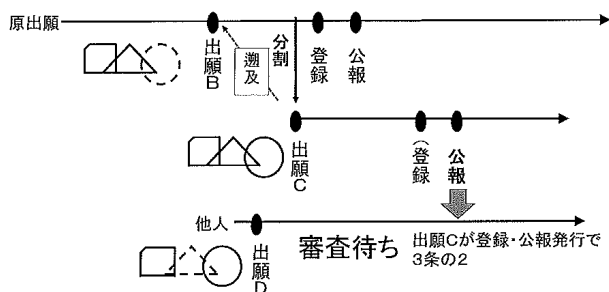 原出願
出願B
遡及
分割
登録
公報
出願C
(登録
公報
他人
出願D
審査待ち
出願Cが登録・公報発行で
3条の2